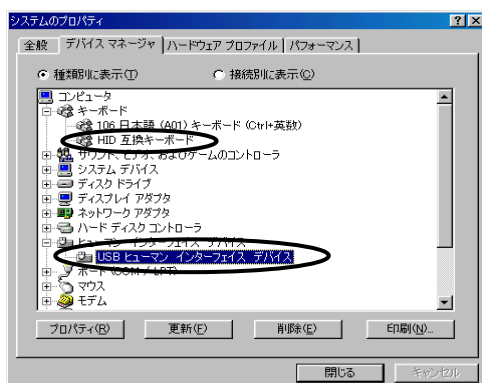 システムのプロパティ
全般 デバイス マネージャ ハードウェア プロファイル パフォーマンス
種類別に表示(T) 接続別に表示(C)
コンピュータ
キーボード
106 日本語 (A01) キーボード (Ctrl+英数)
HID 互換キーボード
サウンド、ビデオ、およびゲームのコントローラ
システム デバイス
ディスク ドライブ
ディスプレイ アダプタ
ネットワーク アダプタ
ハード ディスク コントローラ
ヒューマン インターフェイス デバイス
USB ヒューマン インターフェイス デバイス
ポート (COM / LPT)
マウス
モデム
プロパティ(R) 更新(F) 削除(E) 印刷(N)...
閉じる キャンセル